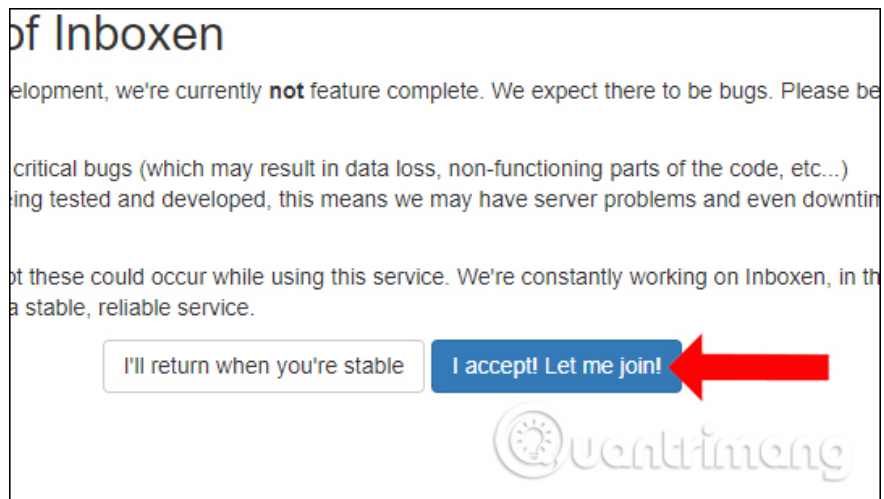 of Inboxen
elopment, we're currently not feature complete. We expect there to be bugs. Please be
critical bugs (which may result in data loss, non-functioning parts of the code, etc...)
ing tested and developed, this means we may have server problems and even downtim
t these could occur while using this service. We're constantly working on Inboxen, in th
a stable, reliable service.
I'll return when you're stable
I accept! Let me join!
Quantrimang